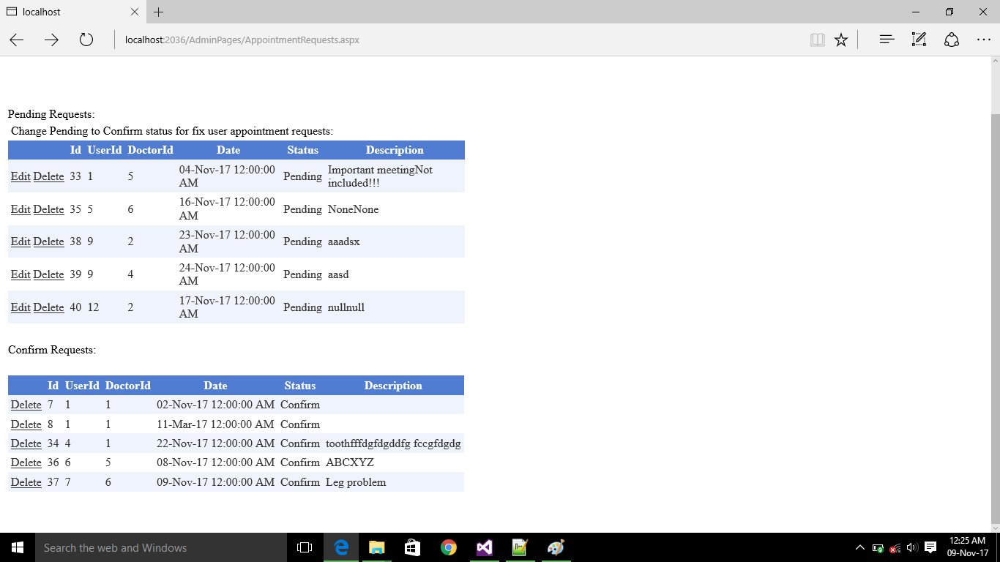 localhost
localhost:2036/AdminPages/AppointmentRequests.aspx
Pending Requests:
Change Pending to Confirm status for fix user appointment requests:
Id UserId DoctorId Date Status Description
Edit Delete 33 1 5 04-Nov-17 12:00:00 AM Pending Important meetingNot included!!!
Edit Delete 35 5 6 16-Nov-17 12:00:00 AM Pending NoneNone
Edit Delete 38 9 2 23-Nov-17 12:00:00 AM Pending aaadsx
Edit Delete 39 9 4 24-Nov-17 12:00:00 AM Pending aasd
Edit Delete 40 12 2 17-Nov-17 12:00:00 AM Pending nullnull
Confirm Requests:
Id UserId DoctorId Date Status Description
Delete 7 1 1 02-Nov-17 12:00:00 AM Confirm
Delete 8 1 1 11-Mar-17 12:00:00 AM Confirm
Delete 34 4 1 22-Nov-17 12:00:00 AM Confirm toothfffdgfdgddfg fccgfdgdg
Delete 36 6 5 08-Nov-17 12:00:00 AM Confirm ABCXYZ
Delete 37 7 6 09-Nov-17 12:00:00 AM Confirm Leg problem
Search the web and Windows
12:25 AM
09-Nov-17